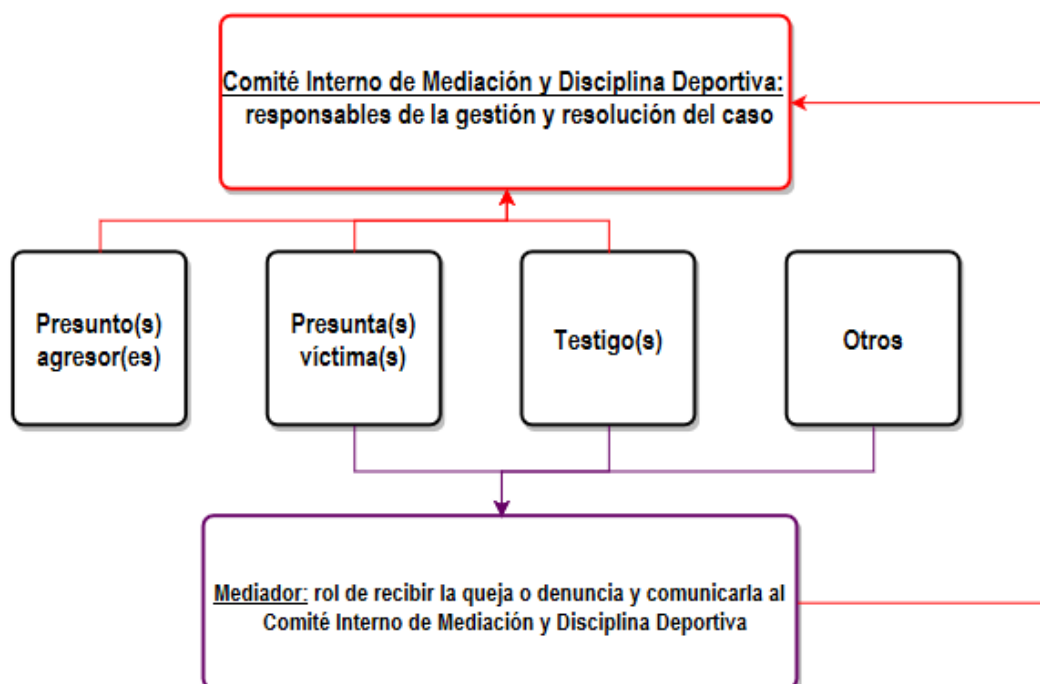 Comité Interno de Mediación y Disciplina Deportiva:
responsables de la gestión y resolución del caso
Presunto(s)
agresor(es)
Presunta(s)
víctima(s)
Testigo(s)
Otros
Mediador: rol de recibir la queja o denuncia y comunicarla al
Comité Interno de Mediación y Disciplina Deportiva